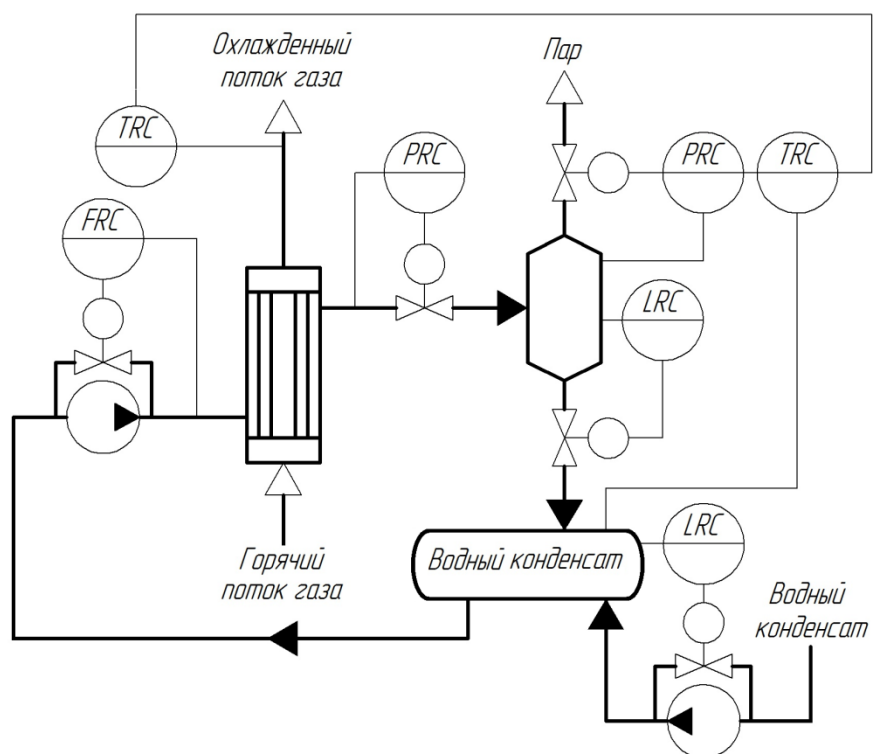 Охлажденный
поток газа
Пар
TRC
PRC
PRC
TRC
FRC
LRC
Горячий
поток газа
Водный конденсат
LRC
Водный
конденсат